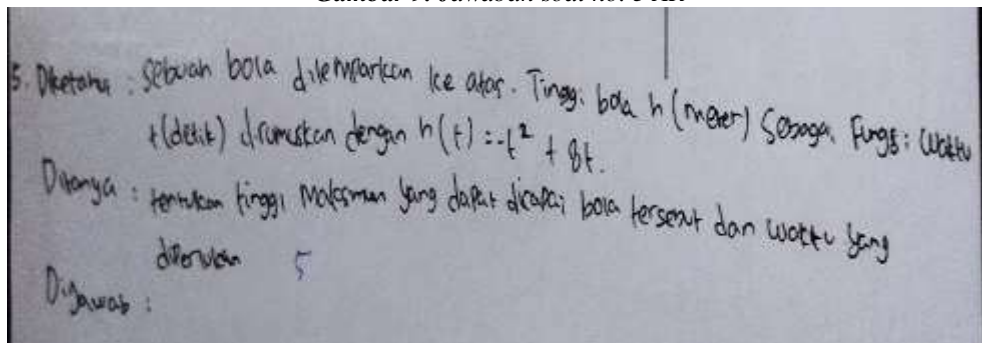 5. Diketahui : Sebuah bola dilemparkan ke atas. Tinggi bola h (meter) Sebagai Fungsi waktu
t (detik) dirumuskan dengan h(t) = -t² + 8t.
Ditanya : tentukan tinggi Maksimum yang dapat dicapai bola tersebut dan waktu yang
diperlukan 5
Dijawab :